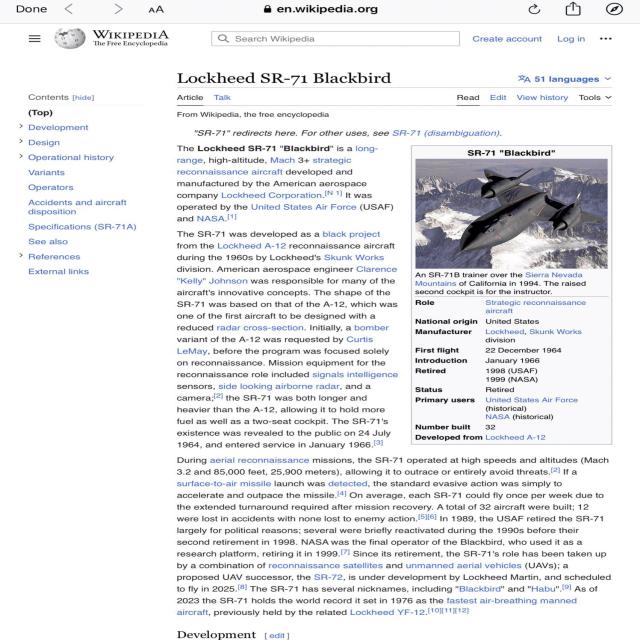 Done
AA
en.wikipedia.org
WIKIPEDIA
The Free Encyclopedia
Search Wikipedia
Create account
Log in
•••
Contents [hide]
(Top)
Development
Design
Operational history
Variants
Operators
Accidents and aircraft
disposition
Specifications (SR-71A)
See also
References
External links
Lockheed SR-71 Blackbird
51 languages
Article
Talk
Read
Edit
View history
Tools
From Wikipedia, the free encyclopedia
"SR-71" redirects here. For other uses, see SR-71 (disambiguation).
The Lockheed SR-71 "Blackbird" is a long-
range, high-altitude, Mach 3+ strategic
reconnaissance aircraft developed and
manufactured by the American aerospace
company Lockheed Corporation.[N 1] It was
operated by the United States Air Force (USAF)
and NASA.[1]
The SR-71 was developed as a black project
from the Lockheed A-12 reconnaissance aircraft
during the 1960s by Lockheed's Skunk Works
division. American aerospace engineer Clarence
"Kelly" Johnson was responsible for many of the
aircraft's innovative concepts. The shape of the
SR-71 was based on that of the A-12, which was
one of the first aircraft to be designed with a
reduced radar cross-section. Initially, a bomber
variant of the A-12 was requested by Curtis
LeMay, before the program was focused solely
on reconnaissance. Mission equipment for the
reconnaissance role included signals intelligence
sensors, side looking airborne radar, and a
camera;[2] the SR-71 was both longer and
heavier than the A-12, allowing it to hold more
fuel as well as a two-seat cockpit. The SR-71's
existence was revealed to the public on 24 July
1964, and entered service in January 1966.[3]
SR-71 "Blackbird"
An SR-71B trainer over the Sierra Nevada
Mountains of California in 1994. The raised
second cockpit is for the instructor.
Role Strategic reconnaissance
aircraft
National origin United States
Manufacturer Lockheed, Skunk Works
division
First flight 22 December 1964
Introduction January 1966
Retired 1998 (USAF)
1999 (NASA)
Status Retired
Primary users United States Air Force
(historical)
NASA (historical)
Number built 32
Developed from Lockheed A-12
During aerial reconnaissance missions, the SR-71 operated at high speeds and altitudes (Mach
3.2 and 85,000 feet, 25,900 meters), allowing it to outrace or entirely avoid threats.[2] If a
surface-to-air missile launch was detected, the standard evasive action was simply to
accelerate and outpace the missile.[4] On average, each SR-71 could fly once per week due to
the extended turnaround required after mission recovery. A total of 32 aircraft were built; 12
were lost in accidents with none lost to enemy action.[5][6] In 1989, the USAF retired the SR-71
largely for political reasons; several were briefly reactivated during the 1990s before their
second retirement in 1998. NASA was the final operator of the Blackbird, who used it as a
research platform, retiring it in 1999.[7] Since its retirement, the SR-71's role has been taken up
by a combination of reconnaissance satellites and unmanned aerial vehicles (UAVs); a
proposed UAV successor, the SR-72, is under development by Lockheed Martin, and scheduled
to fly in 2025.[8] The SR-71 has several nicknames, including "Blackbird" and "Habu".[9] As of
2023 the SR-71 holds the world record it set in 1976 as the fastest air-breathing manned
aircraft, previously held by the related Lockheed YF-12.[10][11][12]
Development [ edit ]